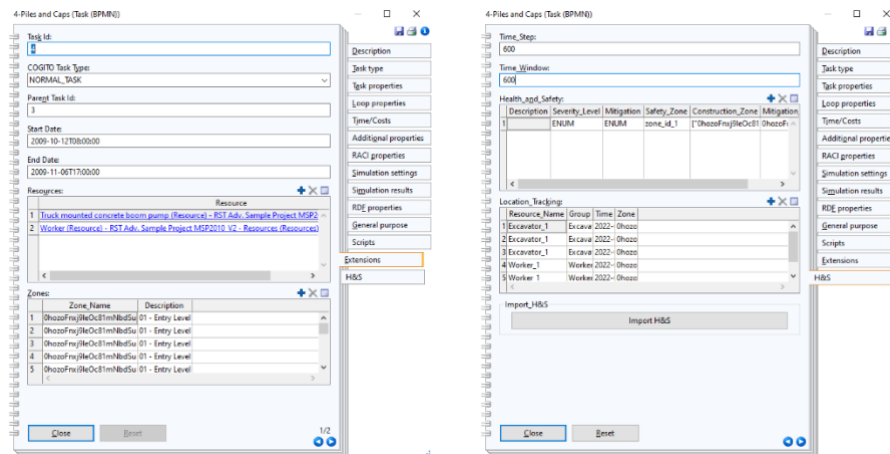 4-Piles and Caps (Task (BPMN))
Task Id:
4
COGITO Task Type:
NORMAL_TASK
Parent Task Id:
3
Start Date:
2009-10-12T08:00:00
End Date:
2009-11-06T17:00:00
Resources:
Resource
1 Truck mounted concrete boom pump (Resource) - RST Adv. Sample Project MSP2
2 Worker (Resource) - RST Adv. Sample Project MSP2010_V2 - Resources (Resources)
Zones:
Zone_Name Description
1 01 - Entry Level
2 01 - Entry Level
3 01 - Entry Level
4 01 - Entry Level
5 01 - Entry Level
Close Reset
1/2
Description
Task type
Task properties
Loop properties
Time/Costs
Additional properties
RACI properties
Simulation settings
Simulation results
RDF properties
General purpose
Scripts
Extensions
H&S
4-Piles and Caps (Task (BPMN))
Time_Step:
600
Time_Window:
600
Health_and_Safety:
Description Severity_Level Mitigation Safety_Zone Construction_Zone Mitigation
1 ENUM ENUM zone_id_1
Location_Tracking:
Resource_Name Group Time Zone
1 Excavator_1 Excava 2022- 0hozo
2 Excavator_1 Excava 2022- 0hozo
3 Excavator_1 Excava 2022- 0hozo
4 Worker_1 Worker 2022- 0hozo
5 Worker 1 Worker 2022- 0hozo
Import_H&S
Import H&S
Close Reset
Description
Task type
Task properties
Loop properties
Time/Costs
Additional propertie
RACI properties
Simulation settings
Simulation results
RDF properties
General purpose
Scripts
Extensions
H&S